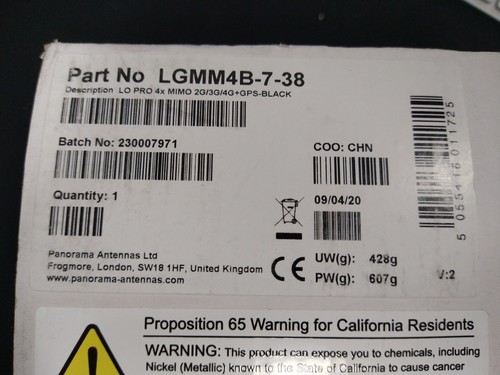 Part No LGMM4B-7-38
Description LO PRO 4x MIMO 2G/3G/4G+GPS-BLACK
Batch No: 230007971
COO: CHN
Quantity: 1
09/04/20
Panorama Antennas Ltd
Frogmore, London, SW18 1HF, United Kingdom
www.panorama-antennas.com
CE
UW(g): 428g
PW(g): 607g
V:2
5 055416 011725
Proposition 65 Warning for California Residents
WARNING: This product can expose you to chemicals, including
Nickel (Metallic) known to the State of California to cause cancer